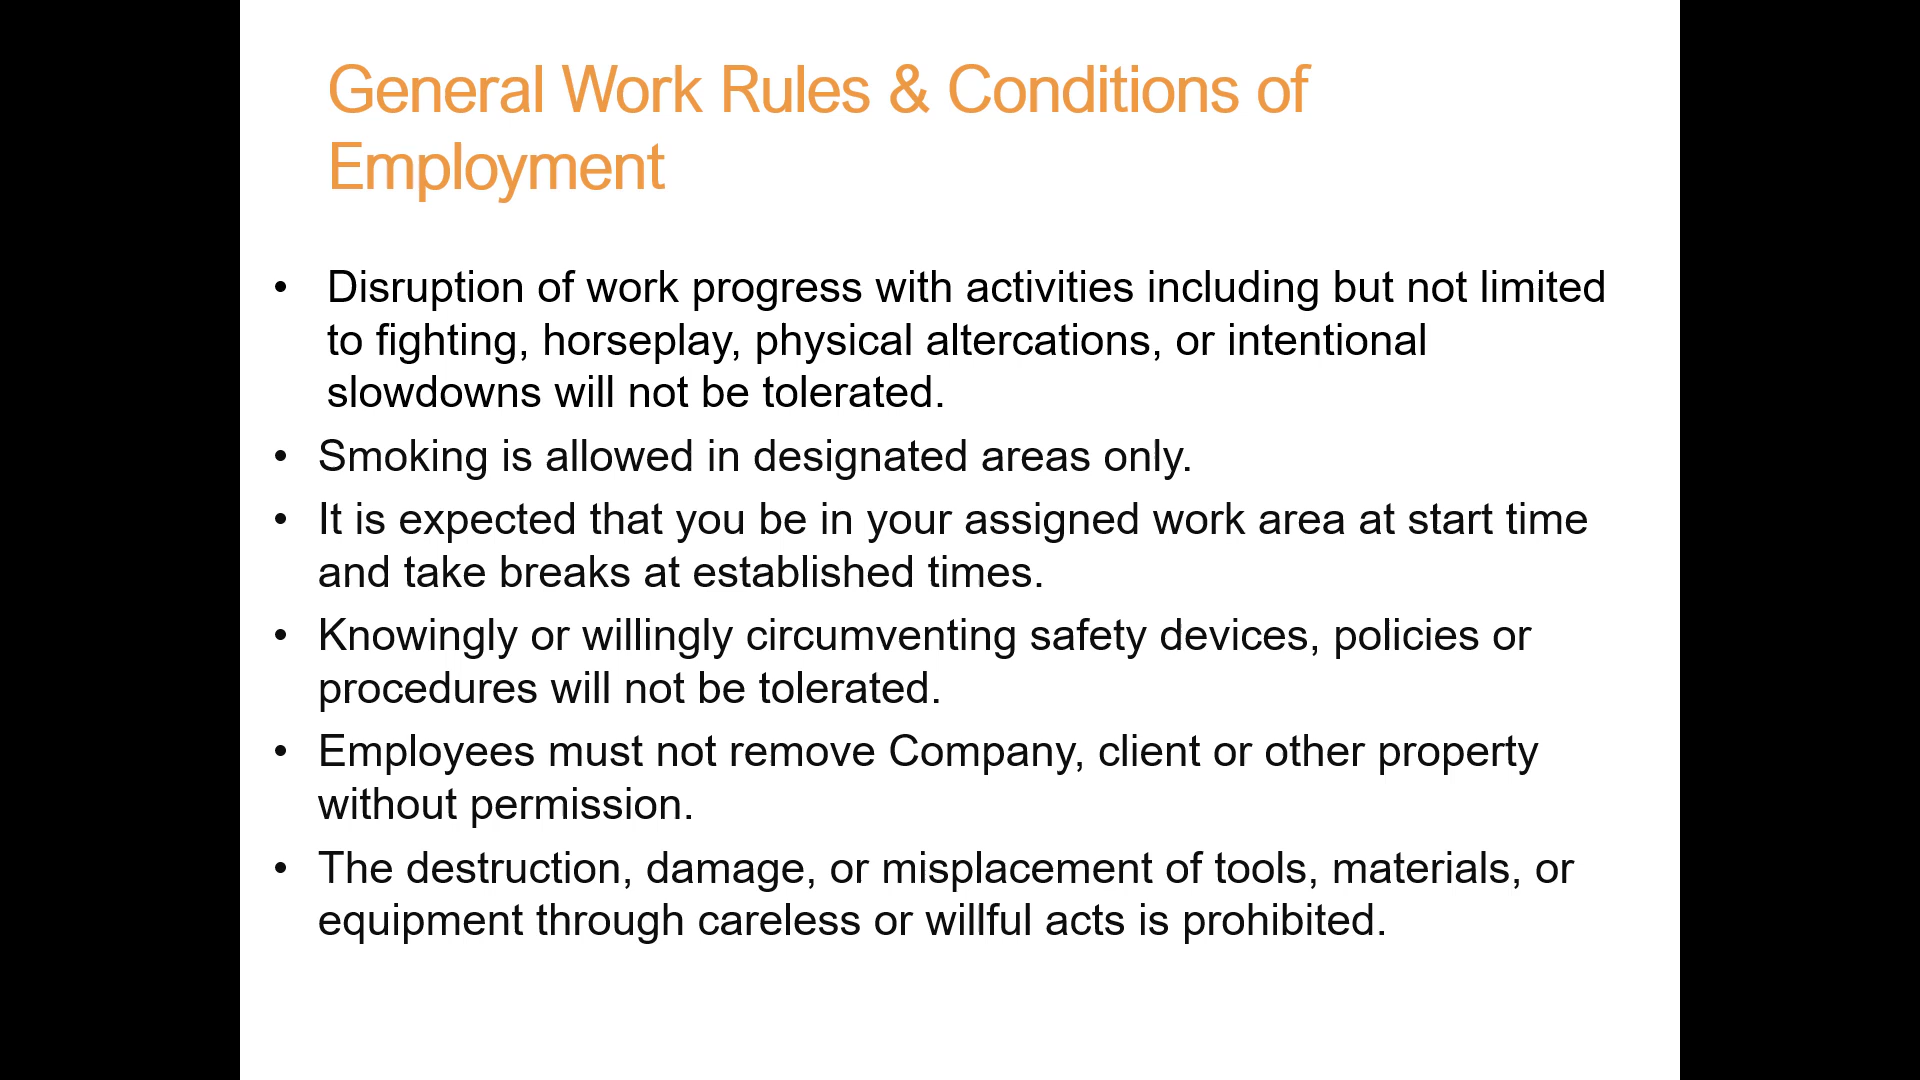 General Work Rules & Conditions of
Employment
• Disruption of work progress with activities including but not limited
to fighting, horseplay, physical altercations, or intentional
slowdowns will not be tolerated.
• Smoking is allowed in designated areas only.
• It is expected that you be in your assigned work area at start time
and take breaks at established times.
• Knowingly or willingly circumventing safety devices, policies or
procedures will not be tolerated.
• Employees must not remove Company, client or other property
without permission.
• The destruction, damage, or misplacement of tools, materials, or
equipment through careless or willful acts is prohibited.